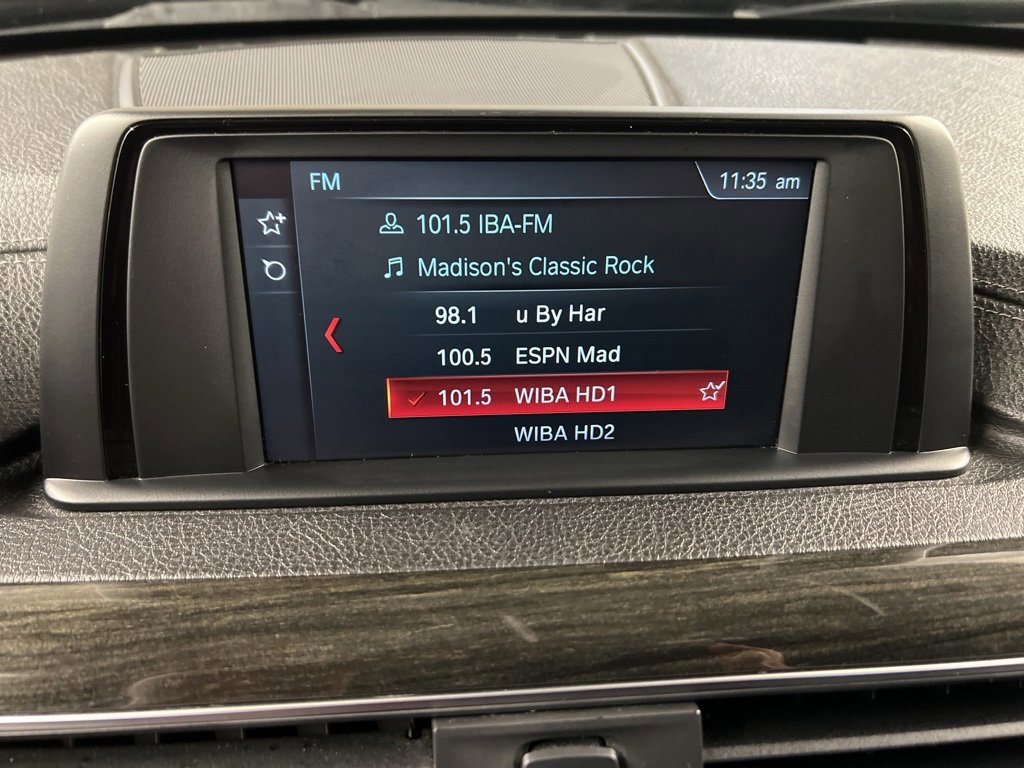 FM 11:35 am
101.5 IBA-FM
Madison's Classic Rock
98.1 u By Har
100.5 ESPN Mad
101.5 WIBA HD1
WIBA HD2